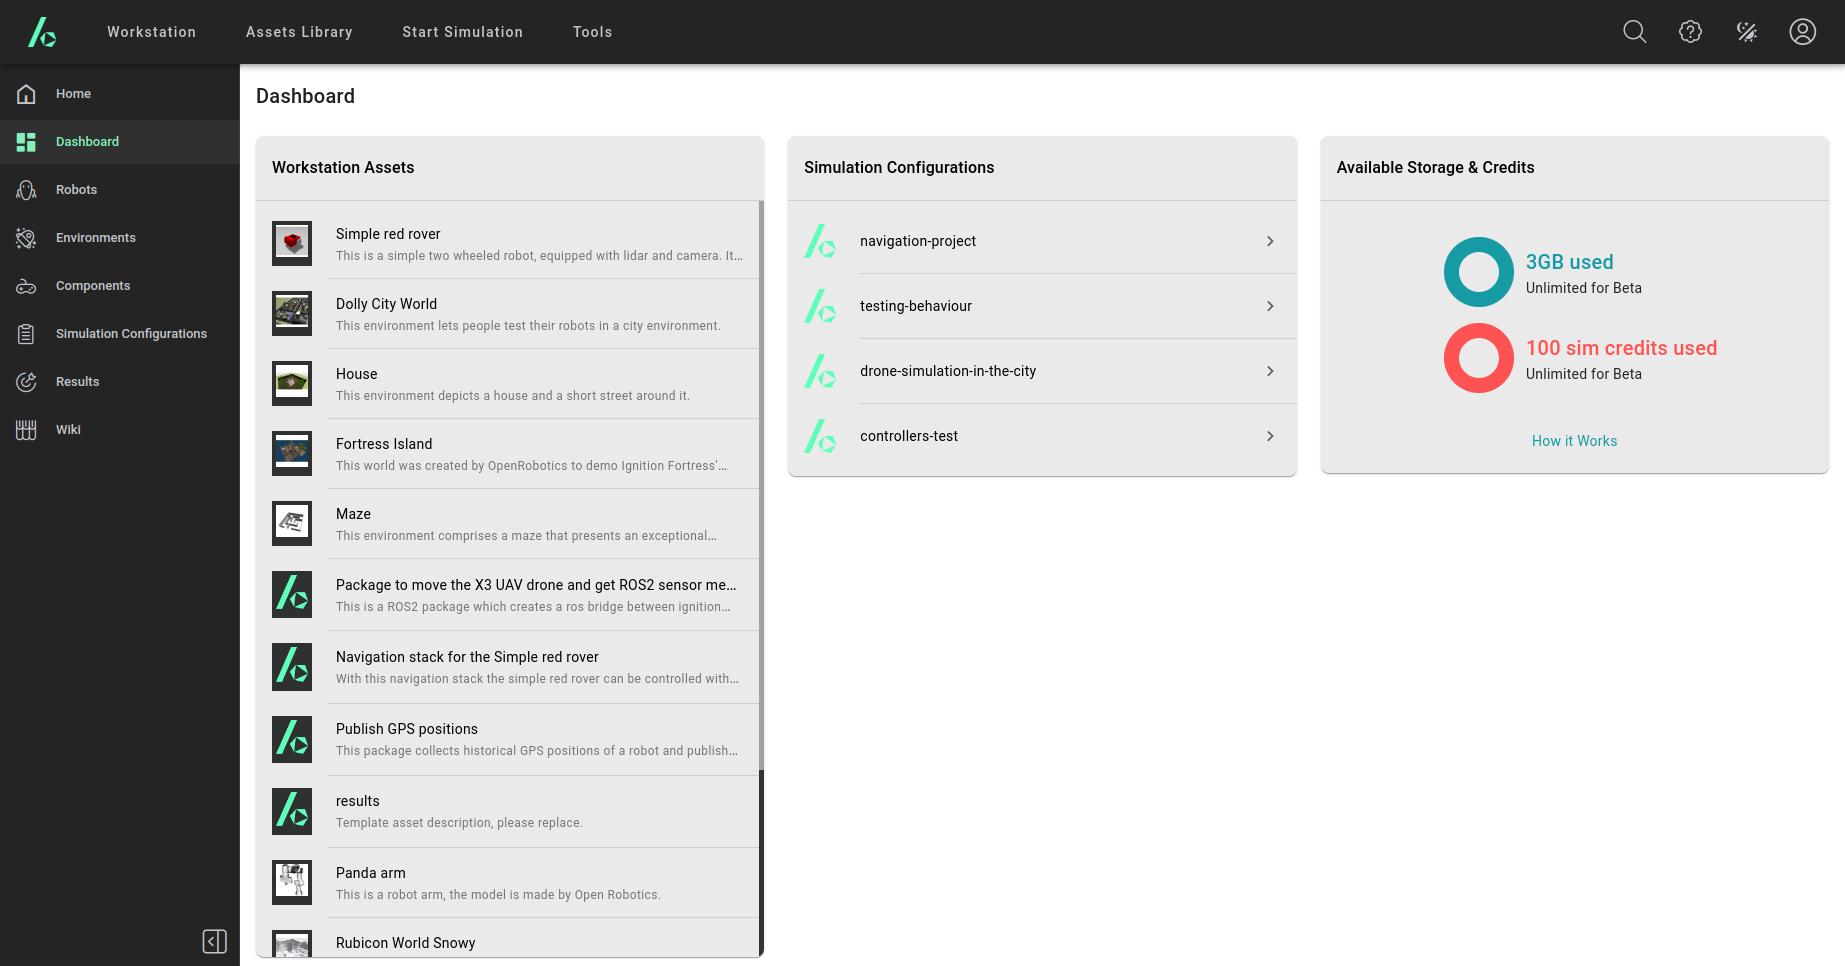 Workstation
Assets Library
Start Simulation
Tools
Home
Dashboard
Robots
Environments
Components
Simulation Configurations
Results
Wiki
Dashboard
Workstation Assets
Simple red rover
This is a simple two wheeled robot, equipped with lidar and camera. It...
Dolly City World
This environment lets people test their robots in a city environment.
House
This environment depicts a house and a short street around it.
Fortress Island
This world was created by OpenRobotics to demo Ignition Fortress'...
Maze
This environment comprises a maze that presents an exceptional...
Package to move the X3 UAV drone and get ROS2 sensor me...
This is a ROS2 package which creates a ros bridge between ignition...
Navigation stack for the Simple red rover
With this navigation stack the simple red rover can be controlled with...
Publish GPS positions
This package collects historical GPS positions of a robot and publish...
results
Template asset description, please replace.
Panda arm
This is a robot arm, the model is made by Open Robotics.
Rubicon World Snowy
Simulation Configurations
navigation-project
testing-behaviour
drone-simulation-in-the-city
controllers-test
Available Storage & Credits
3GB used
Unlimited for Beta
100 sim credits used
Unlimited for Beta
How it Works